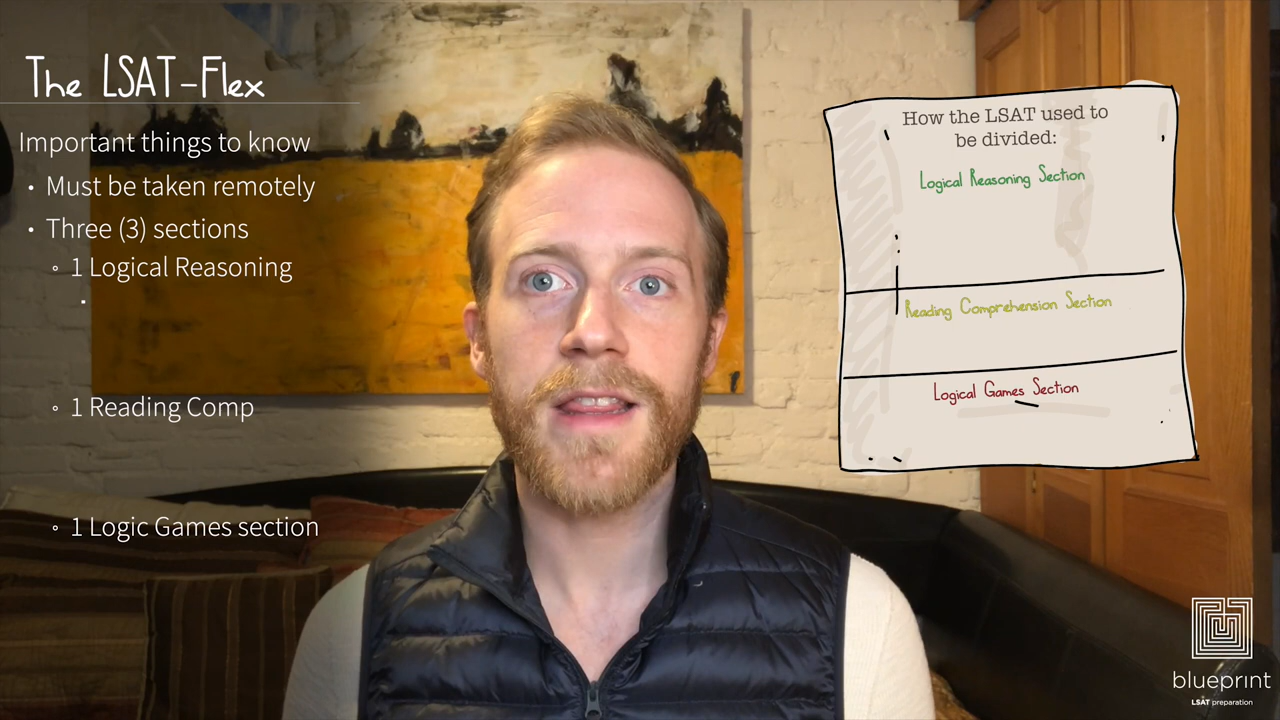 The LSAT-Flex
Important things to know
• Must be taken remotely
• Three (3) sections
◦ 1 Logical Reasoning
▪
◦ 1 Reading Comp
◦ 1 Logic Games section
How the LSAT used to
be divided:
Logical Reasoning Section
Reading Comprehension Section
Logical Games Section
blueprint
LSAT preparation